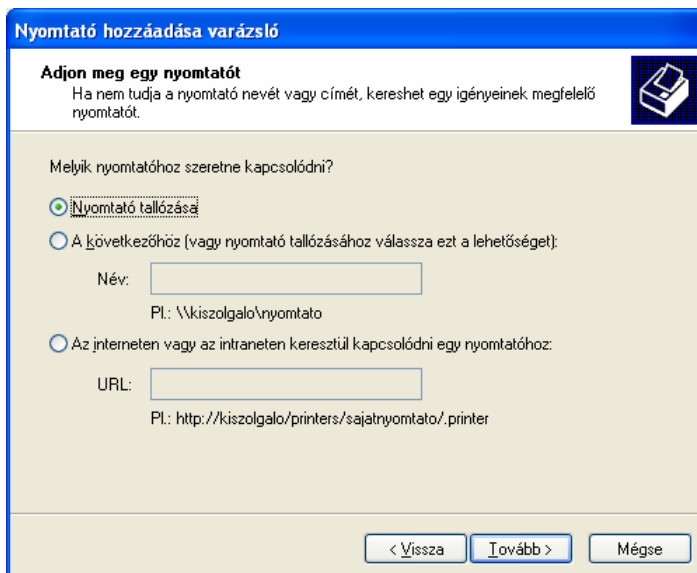 Nyomtató hozzáadása varázsló
Adjon meg egy nyomtatót
Ha nem tudja a nyomtató nevét vagy címét, kereshet egy igényeinek megfelelő
nyomtatót.
Melyik nyomtatóhoz szeretne kapcsolódni?
Nyomtató tallózása
A következőhöz (vagy nyomtató tallózásához válassza ezt a lehetőséget):
Név:
Pl.: \\kiszolgalo\nyomtato
Az interneten vagy az intraneten keresztül kapcsolódni egy nyomtatóhoz:
URL:
Pl.: http://kiszolgalo/printers/sajatnyomtato/.printer
< Vissza Tovább > Mégse